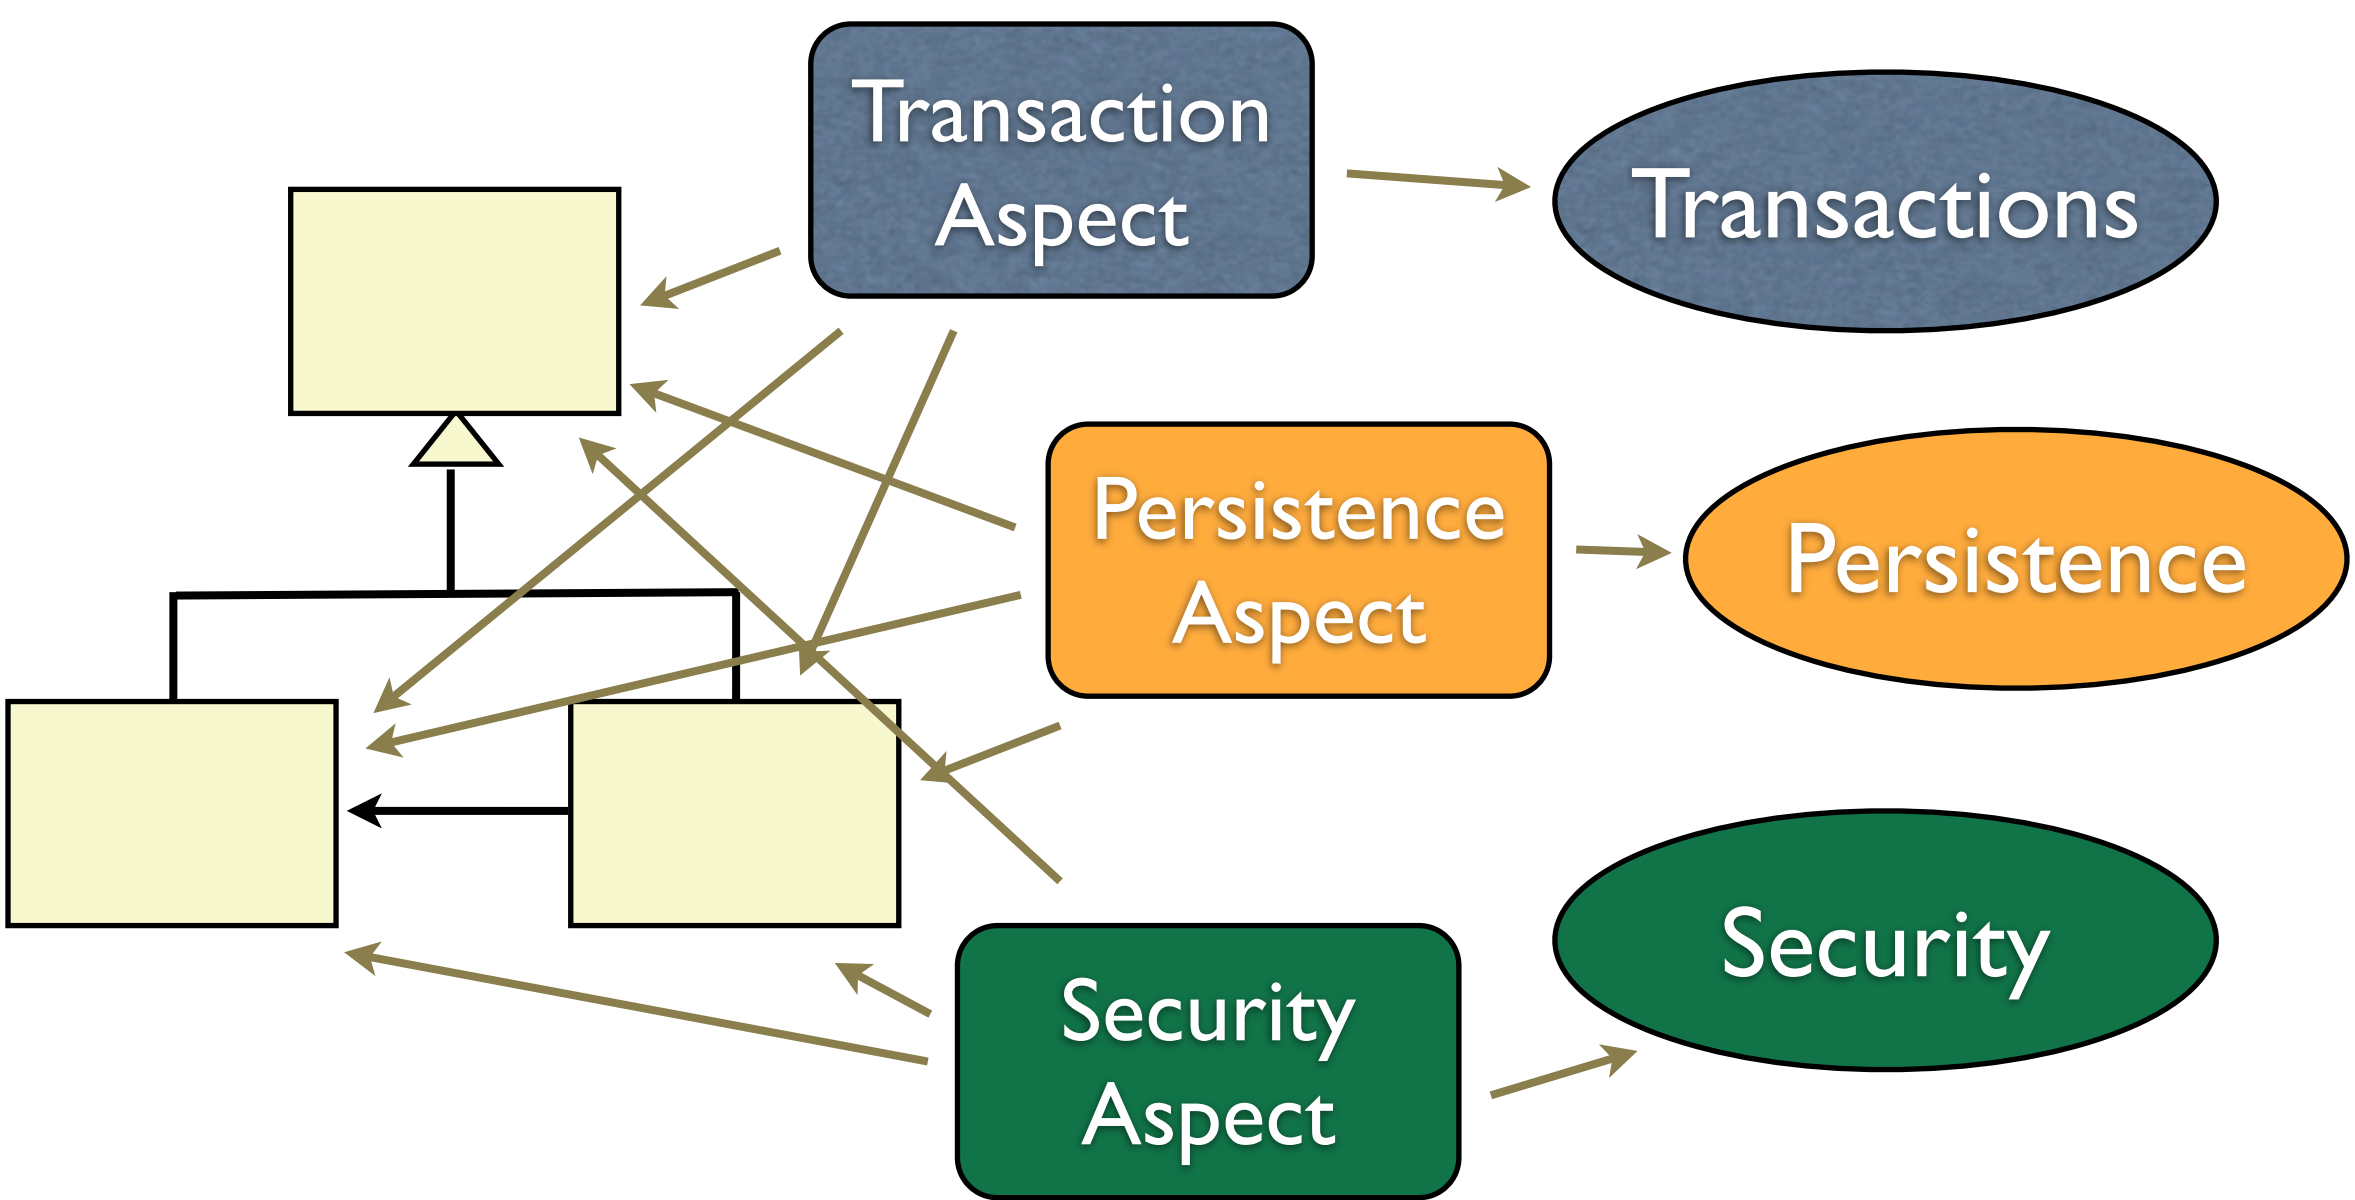 Transaction
Aspect
Transactions
Persistence
Aspect
Persistence
Security
Security
Aspect